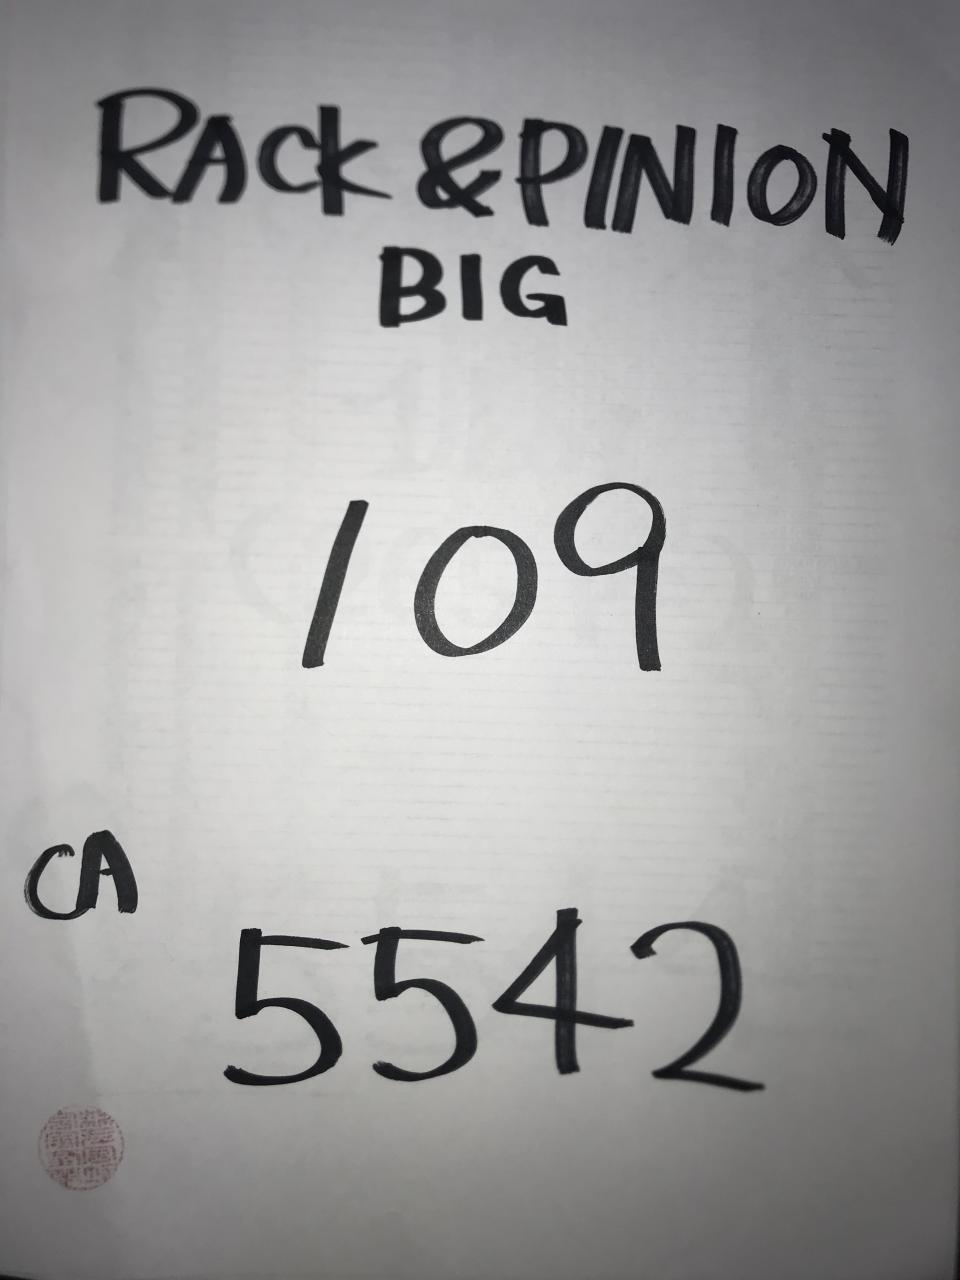 RACK & PINION
BIG
109
CA
5542